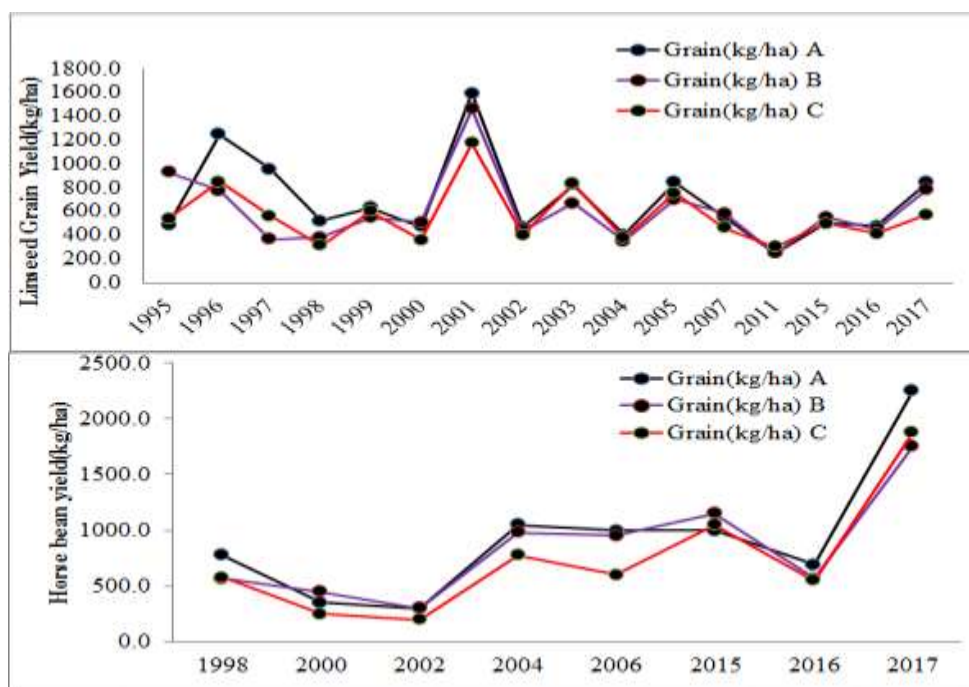 Linseed Grain Yield(kg/ha)
1800.0
1600.0
1400.0
1200.0
1000.0
800.0
600.0
400.0
200.0
0.0
Grain(kg/ha) A
Grain(kg/ha) B
Grain(kg/ha) C
1995 1996 1997 1998 1999 2000 2001 2002 2003 2004 2005 2007 2011 2015 2016 2017
Horse bean yield(kg/ha)
2500.0
2000.0
1500.0
1000.0
500.0
0.0
Grain(kg/ha) A
Grain(kg/ha) B
Grain(kg/ha) C
1998 2000 2002 2004 2006 2015 2016 2017